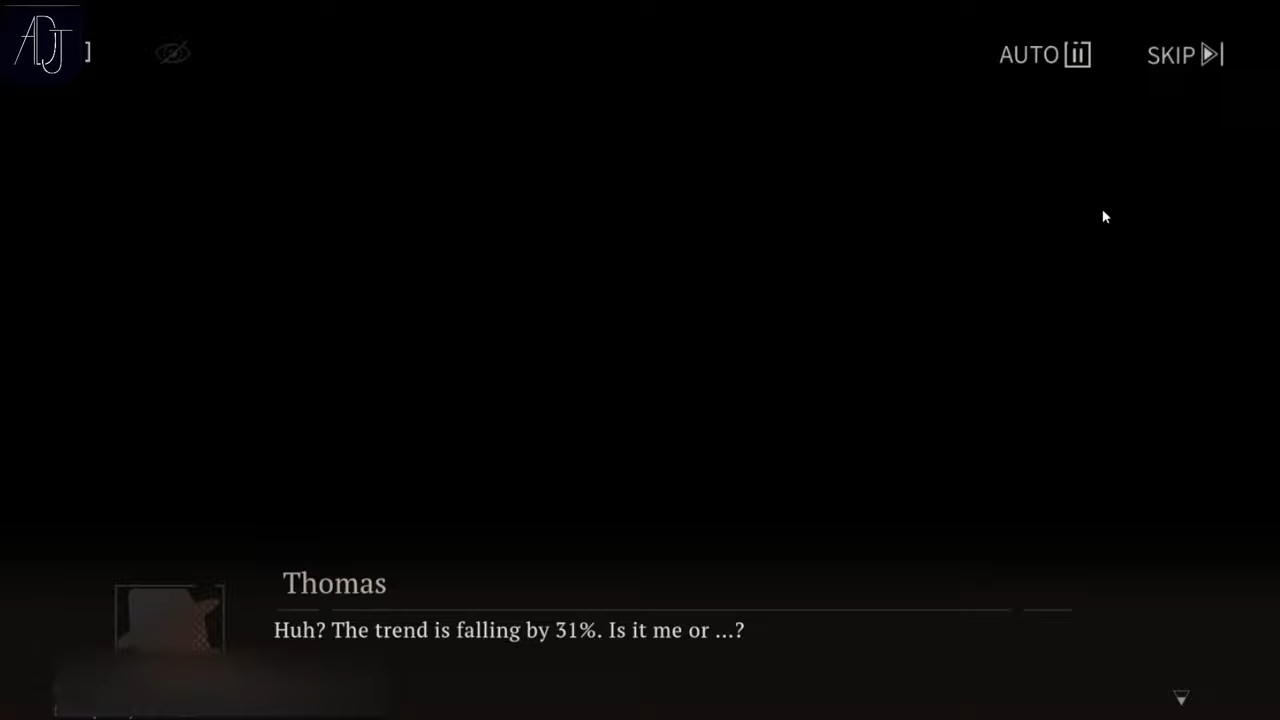 ADJ
]
AUTO
SKIP
Thomas
Huh? The trend is falling by 31%. Is it me or ...?